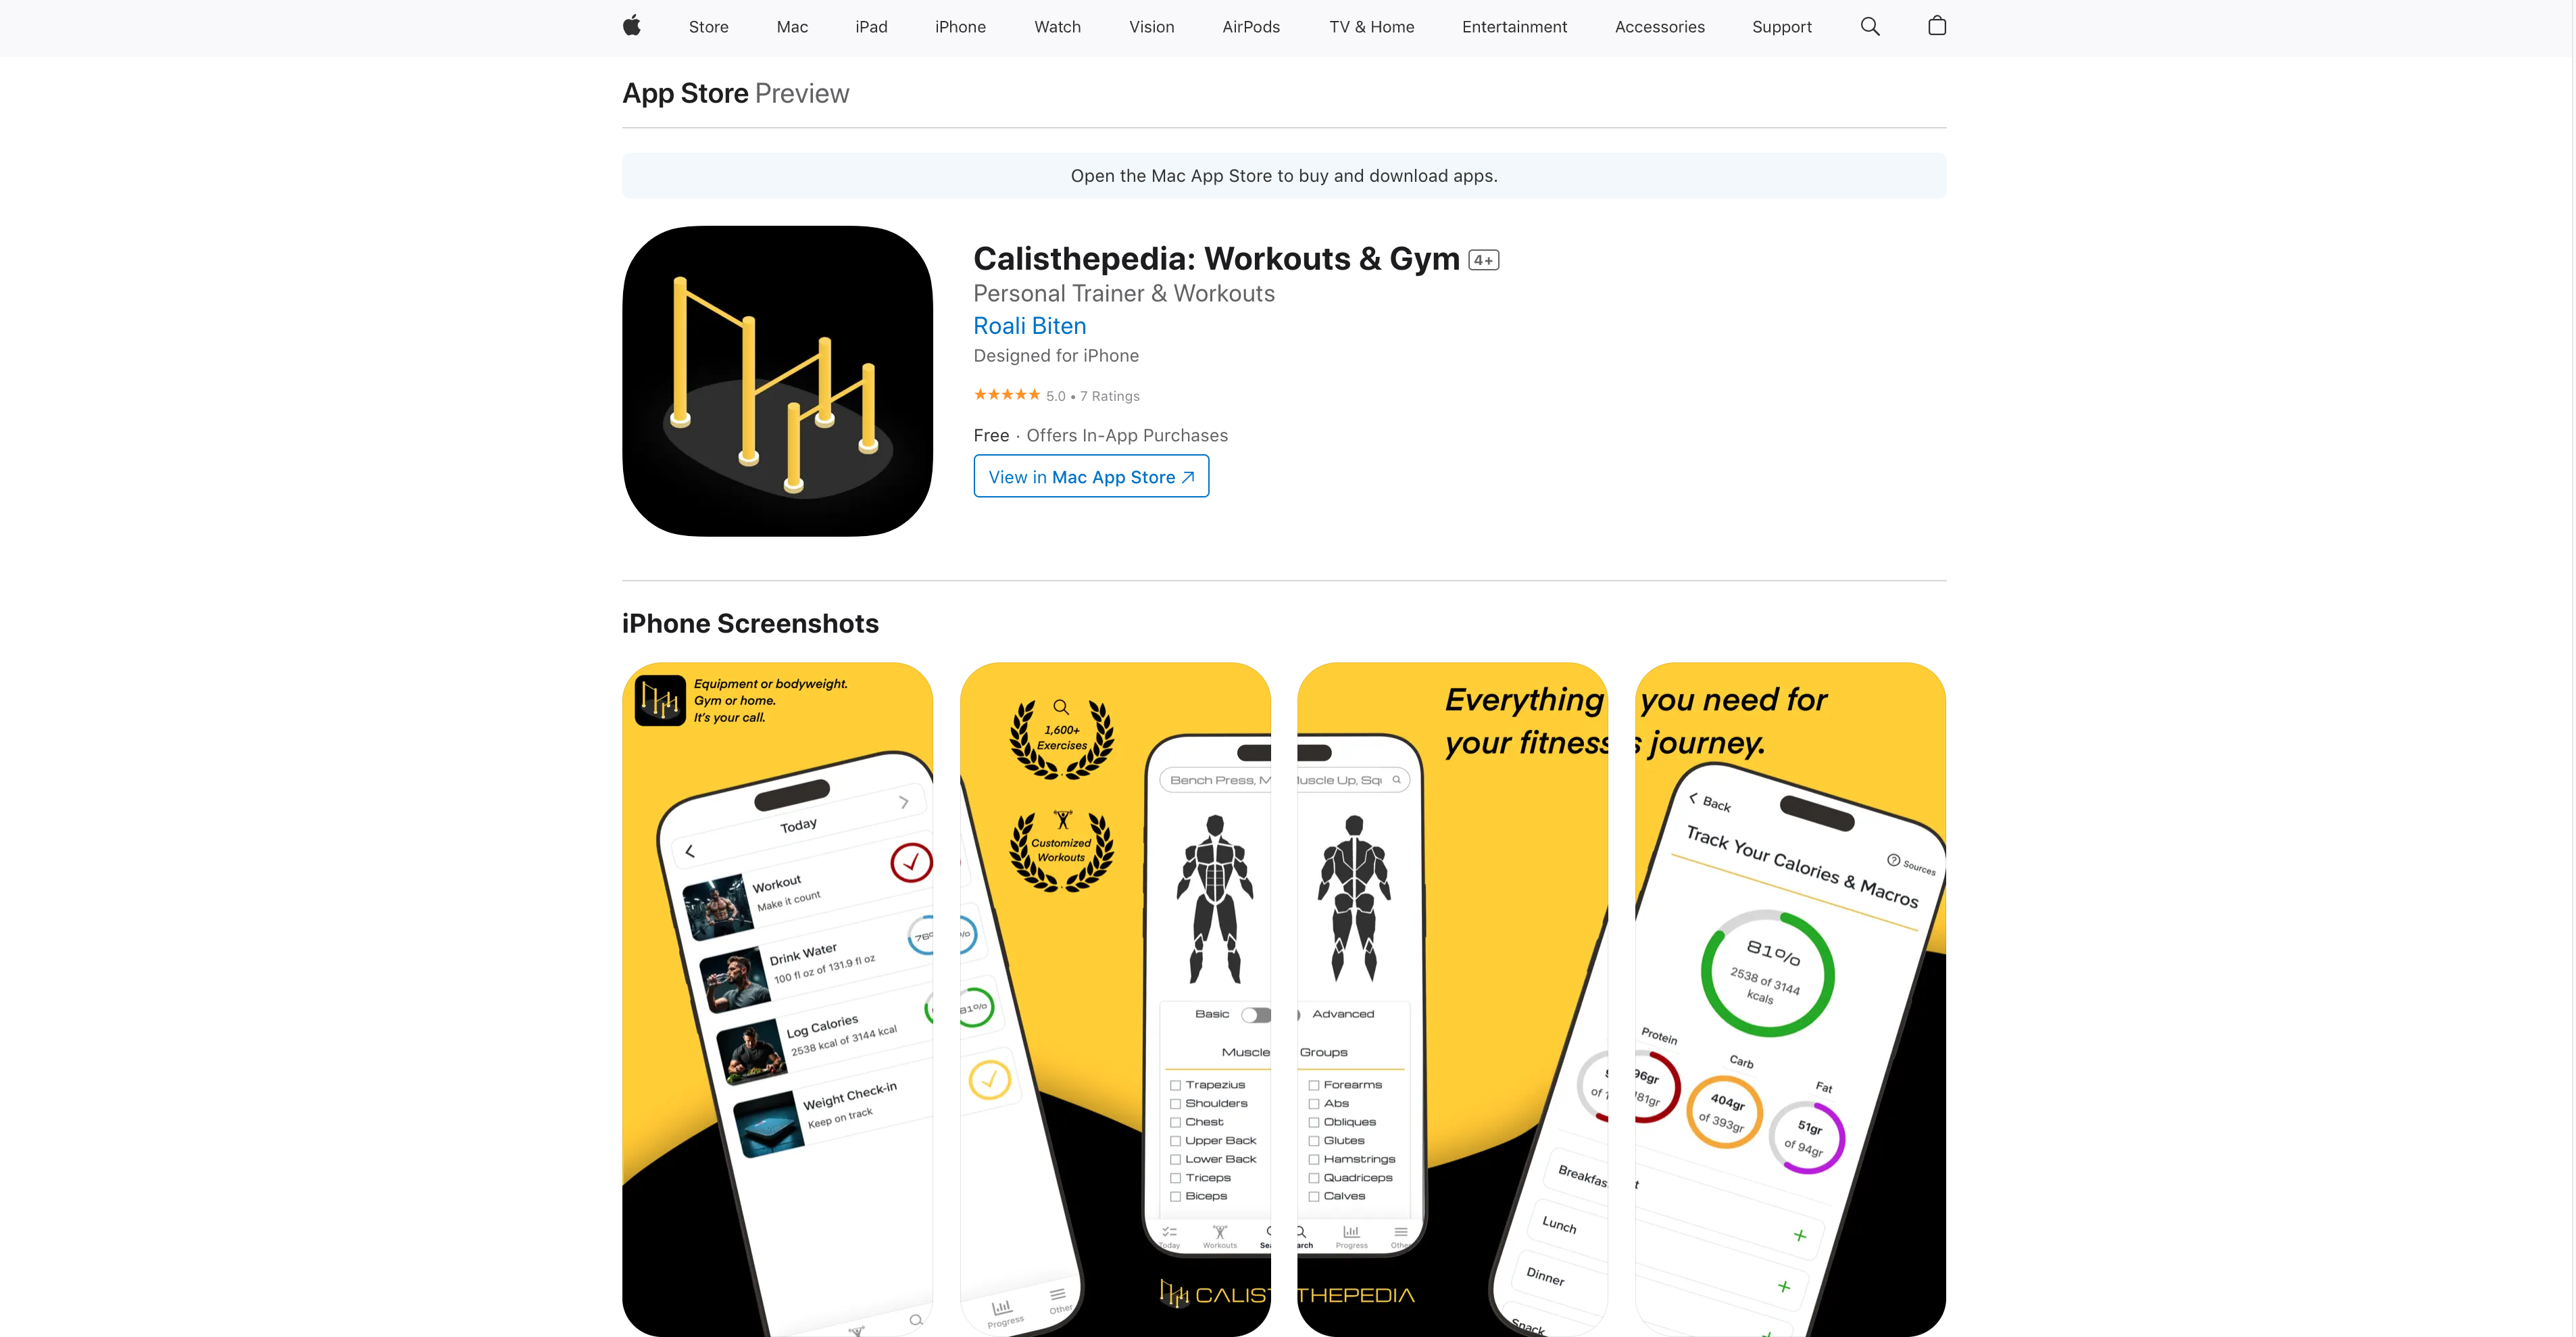 Store Mac iPad iPhone Watch Vision AirPods TV & Home Entertainment Accessories Support
App Store Preview
Open the Mac App Store to buy and download apps.
Calisthepedia: Workouts & Gym 4+
Personal Trainer & Workouts
Roali Biten
Designed for iPhone
★★★★★ 5.0 • 7 Ratings
Free · Offers In-App Purchases
View in Mac App Store ↗
iPhone Screenshots
Equipment or bodyweight.
Gym or home.
It's your call.
Today
Workout
Make it count
Drink Water
100 fl oz of 131.9 fl oz
Log Calories
2538 kcal of 3144 kcal
81%
Weight Check-in
Keep on track
Progress
Other
1,600+
Exercises
Customized
Workouts
Bench Press, M
uscle Up, Squ
Basic
Advanced
Muscle Groups
Trapezius
Shoulders
Chest
Upper Back
Lower Back
Triceps
Biceps
Forearms
Abs
Obliques
Glutes
Hamstrings
Quadriceps
Calves
Today Workouts Search Progress Other
CALISTHEPEDIA
Everything you need for
your fitness journey.
Back
Sources
Track Your Calories & Macros
81%
2538 of 3144
kcals
Protein
96gr
181gr
Carb
404gr
of 393gr
Fat
51gr
of 94gr
Breakfast
Lunch
Dinner
Snack